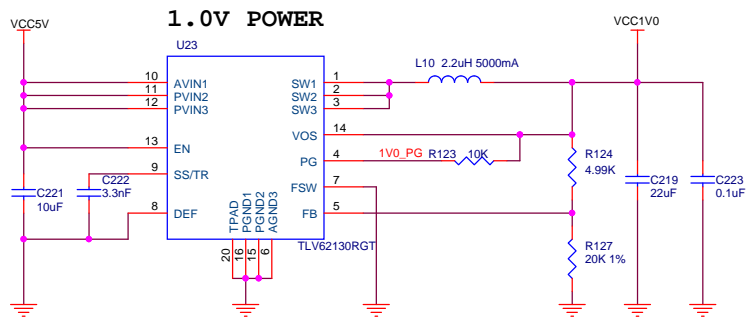 1.0V POWER
VCC5V
VCC1V0
U23
L10 2.2uH 5000mA
10 AVIN1 SW1 1
11 PVIN2 SW2 2
12 PVIN3 SW3 3
VOS 14
13 EN
1V0_PG R123 10K
PG 4
9 SS/TR
R124
4.99K
C221
10uF
C222
3.3nF
FSW 7
C219
22uF
C223
0.1uF
8 DEF FB 5
TPAD
PGND1
PGND2
AGND3
TLV62130RGT
20
16
15
6
R127
20K 1%